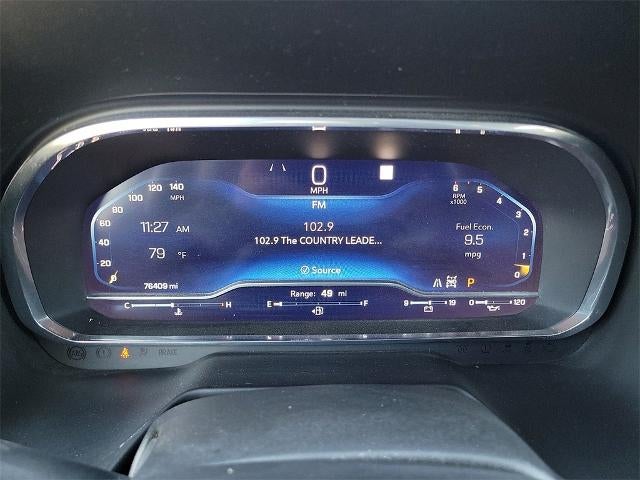 0
MPH
FM
102.9
102.9 The COUNTRY LEADE...
Source
120 140
100 MPH
80
60
40
20
11:27 AM
79 °F
76409 mi
6 5
RPM 4
x1000 3
2
1
0
Fuel Econ.
9.5
mpg
P
C H
Range: 49 mi
E F
9 19
0 120
BRAKE